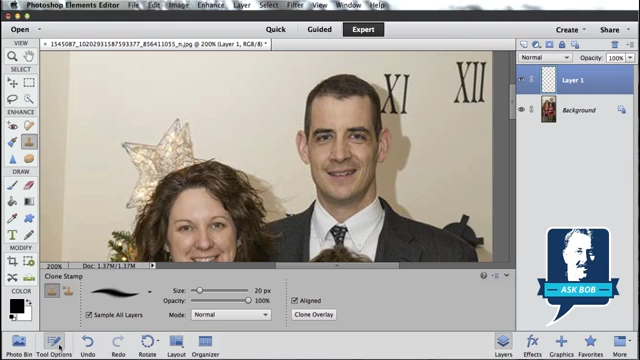 Photoshop Elements Editor File Edit Image Enhance Layer Select Filter View Window Help
Open Quick Guided Expert Create Share
× 1545087_10202931587593377_856411055_n.jpg @ 200% (Layer 1, RGB/8) *
VIEW
SELECT
ENHANCE
DRAW
MODIFY
COLOR
XI XII
Normal Opacity: 100%
Layer 1
Background
ASK BOB
200% Doc: 1.37M/1.37M
Clone Stamp
Size: 20 px
Opacity: 100%
Mode: Normal
Sample All Layers
Aligned
Clone Overlay
Photo Bin Tool Options Undo Redo Rotate Layout Organizer Layers Effects Graphics Favorites More